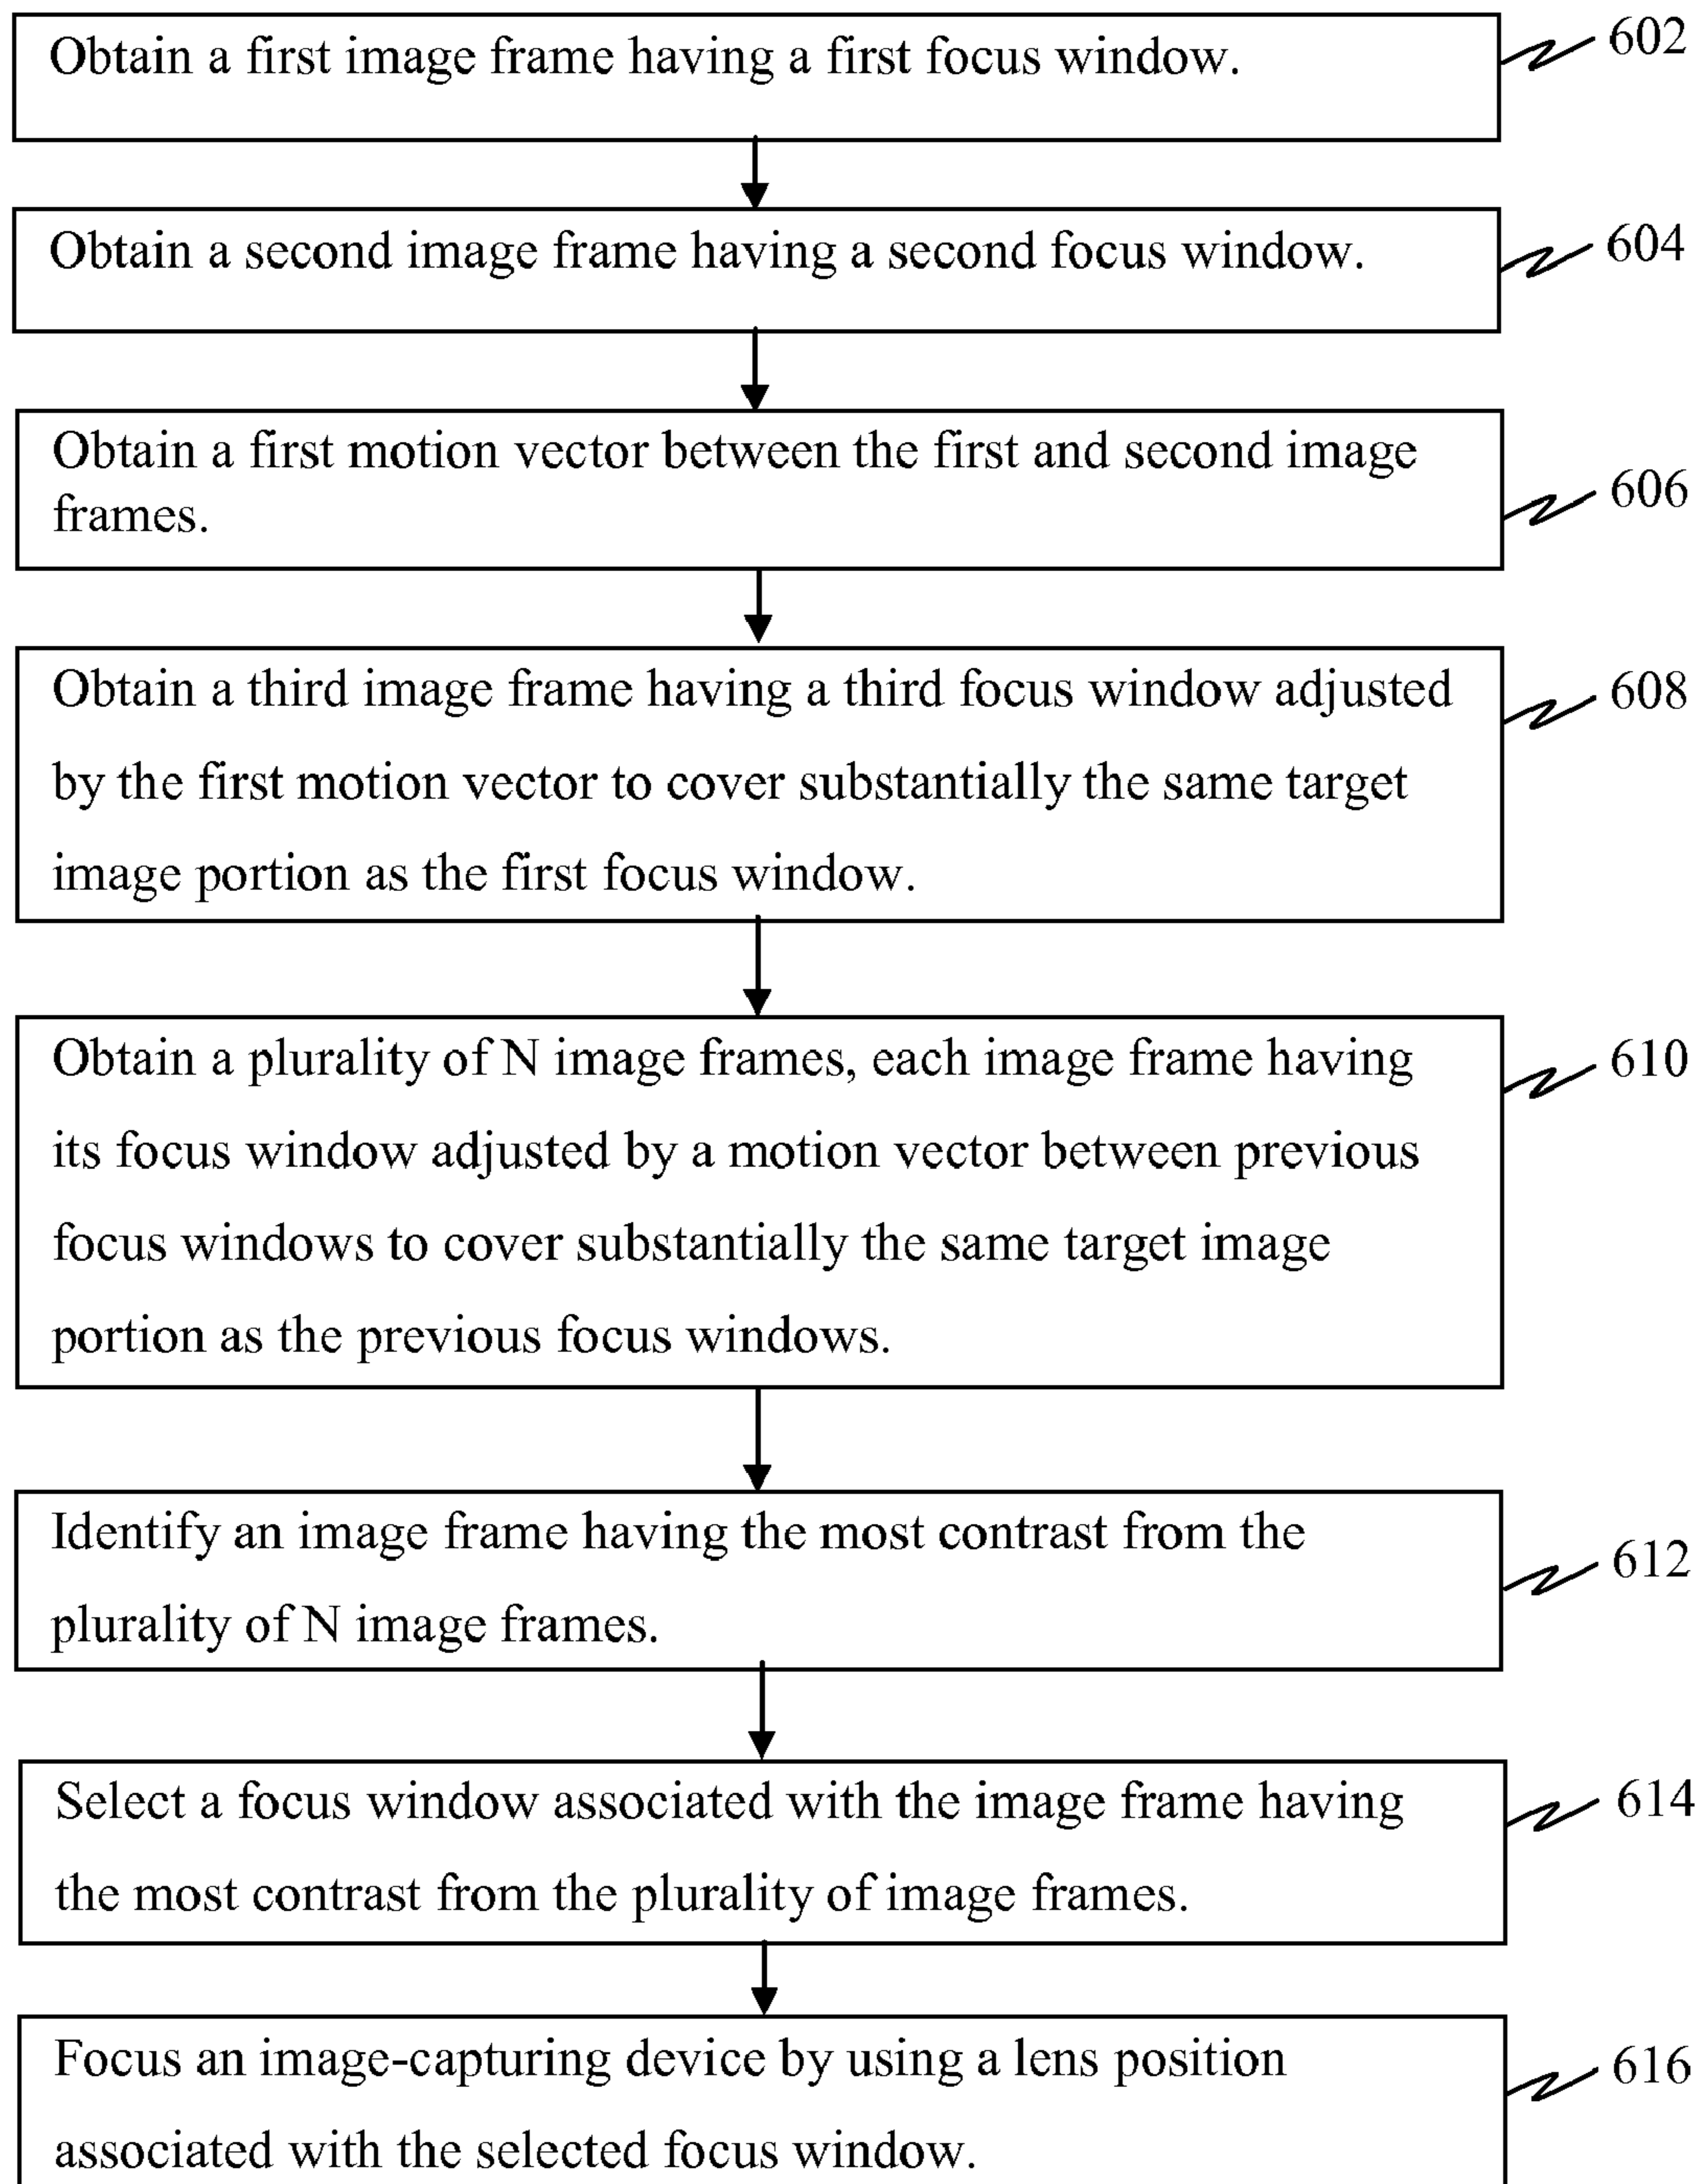 Obtain a first image frame having a first focus window.
602
Obtain a second image frame having a second focus window.
604
Obtain a first motion vector between the first and second image
frames.
606
Obtain a third image frame having a third focus window adjusted
by the first motion vector to cover substantially the same target
image portion as the first focus window.
608
Obtain a plurality of N image frames, each image frame having
its focus window adjusted by a motion vector between previous
focus windows to cover substantially the same target image
portion as the previous focus windows.
610
Identify an image frame having the most contrast from the
plurality of N image frames.
612
Select a focus window associated with the image frame having
the most contrast from the plurality of image frames.
614
Focus an image-capturing device by using a lens position
associated with the selected focus window.
616